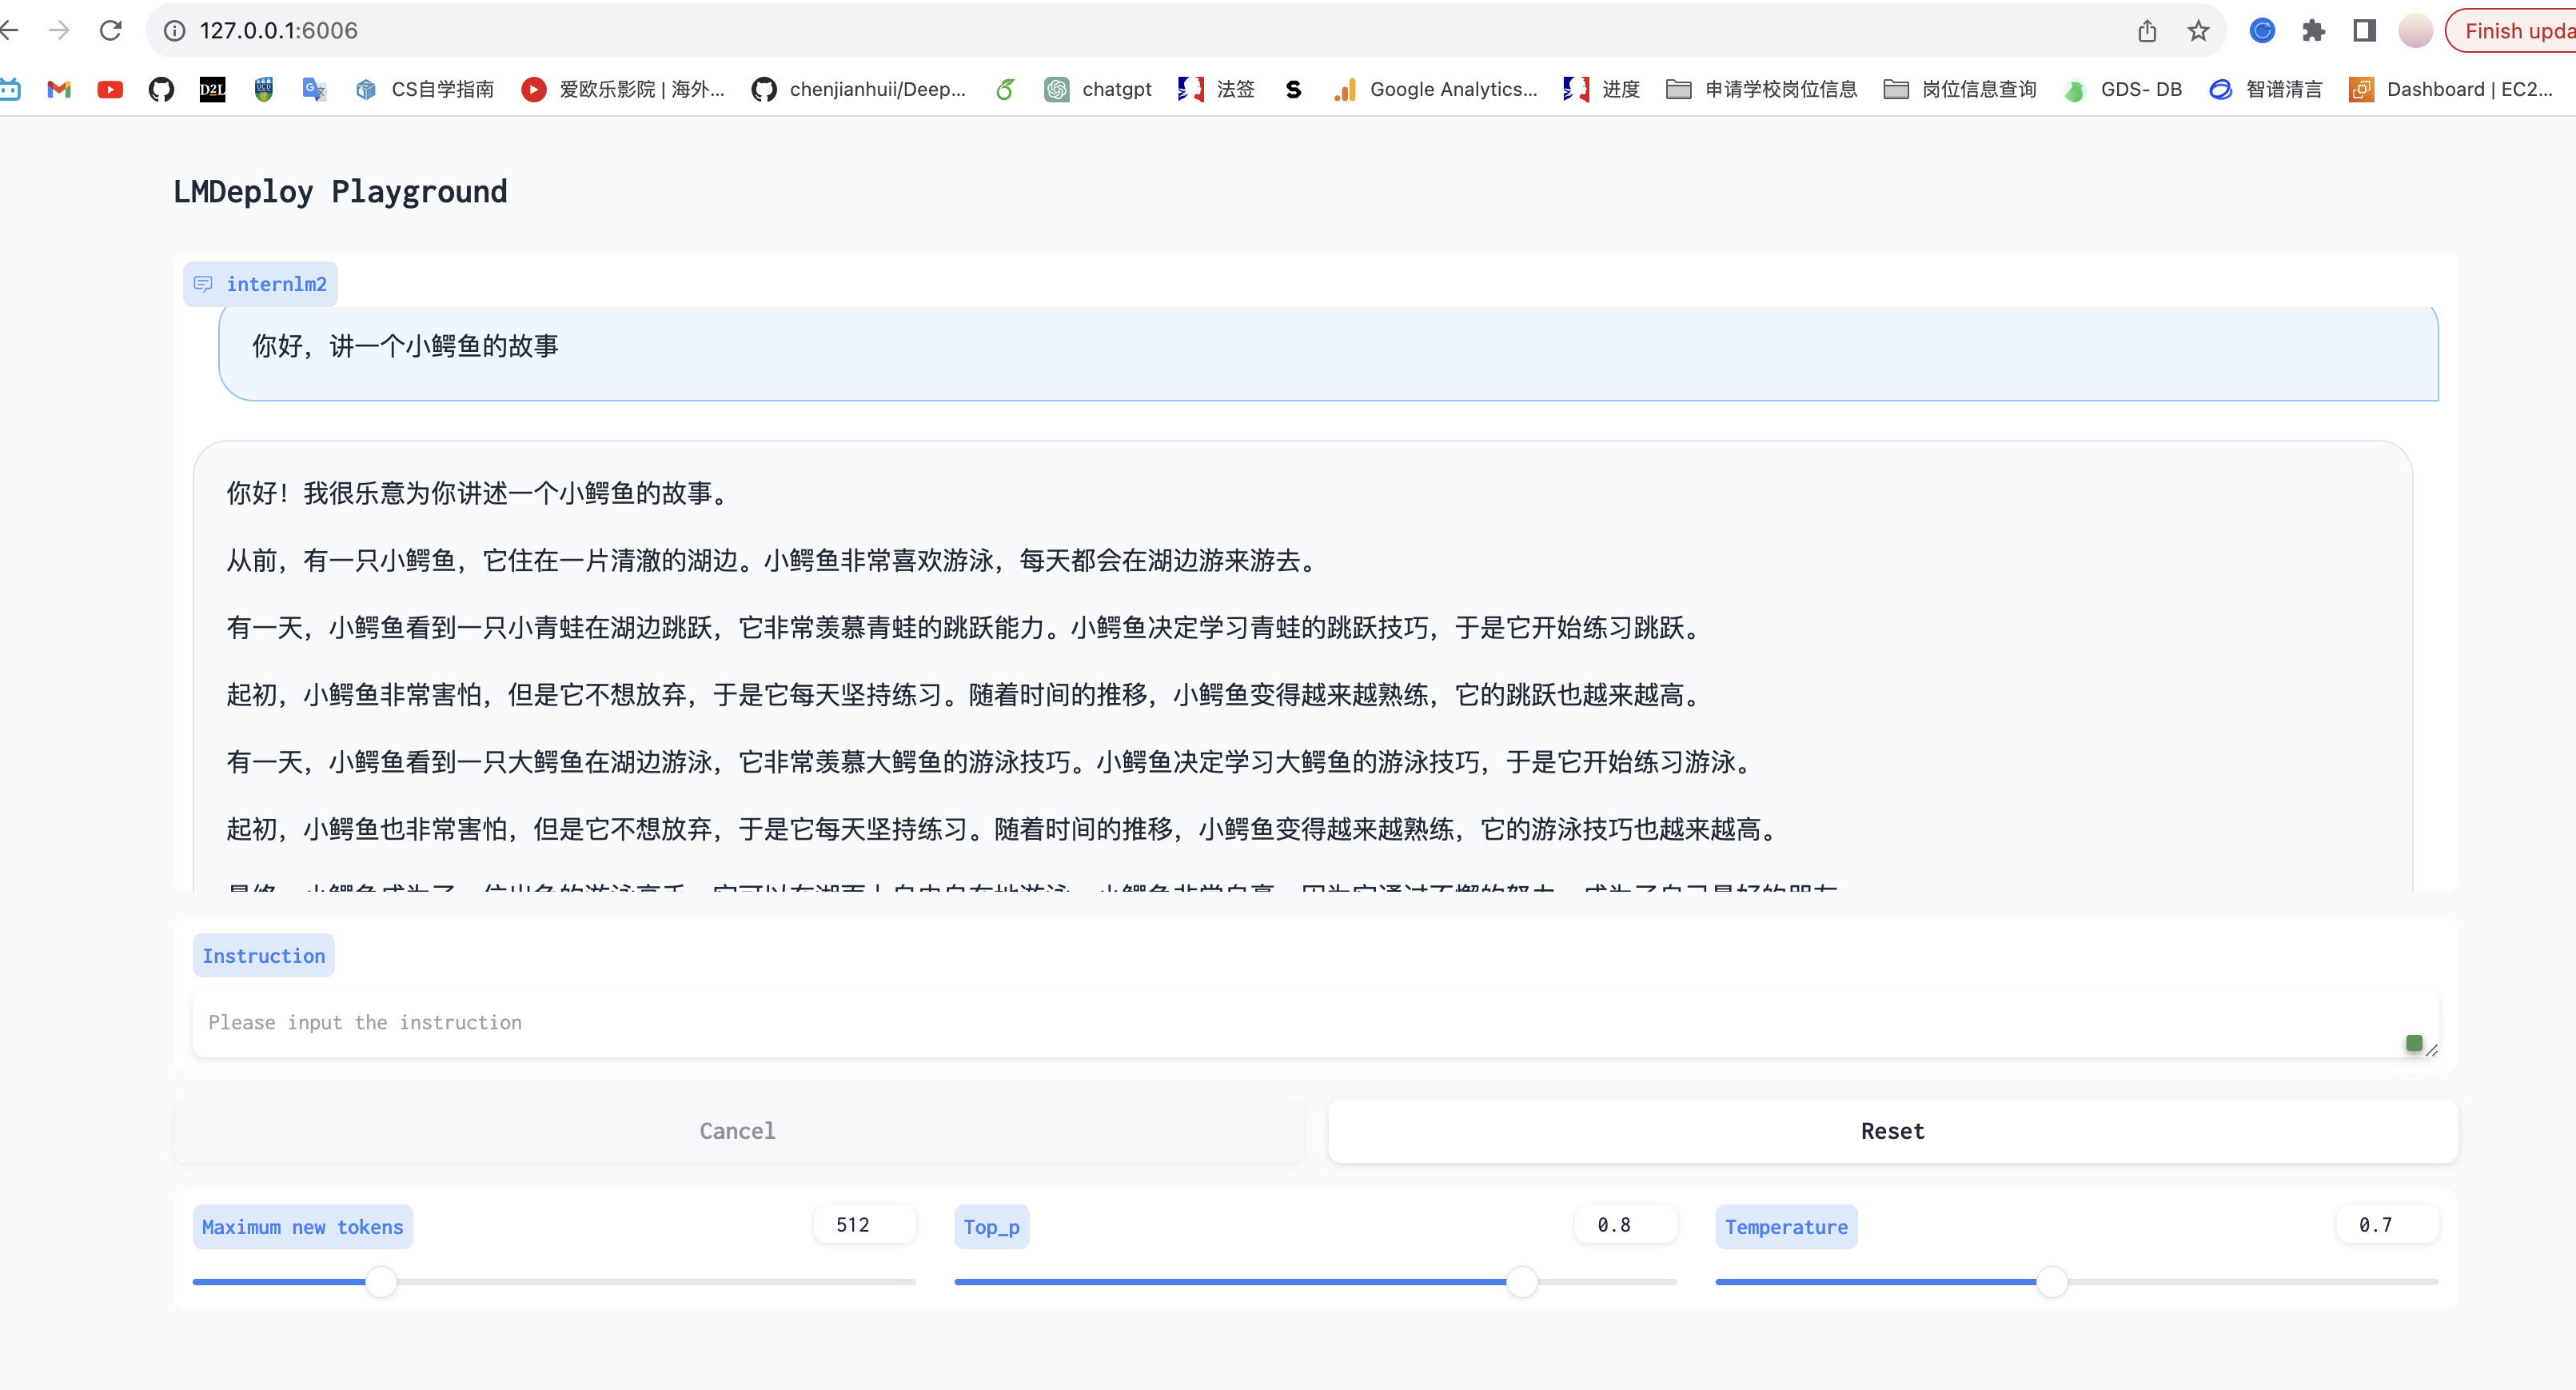 127.0.0.1:6006
Finish upda
D2L
CS自学指南
爱欧乐影院 | 海外...
chenjianhuii/Deep...
chatgpt
法签
S
Google Analytics...
进度
申请学校岗位信息
岗位信息查询
GDS- DB
智谱清言
Dashboard | EC2...
LMDeploy Playground
internlm2
你好，讲一个小鳄鱼的故事
你好！我很乐意为你讲述一个小鳄鱼的故事。
从前，有一只小鳄鱼，它住在一片清澈的湖边。小鳄鱼非常喜欢游泳，每天都会在湖边游来游去。
有一天，小鳄鱼看到一只小青蛙在湖边跳跃，它非常羡慕青蛙的跳跃能力。小鳄鱼决定学习青蛙的跳跃技巧，于是它开始练习跳跃。
起初，小鳄鱼非常害怕，但是它不想放弃，于是它每天坚持练习。随着时间的推移，小鳄鱼变得越来越熟练，它的跳跃也越来越高。
有一天，小鳄鱼看到一只大鳄鱼在湖边游泳，它非常羡慕大鳄鱼的游泳技巧。小鳄鱼决定学习大鳄鱼的游泳技巧，于是它开始练习游泳。
起初，小鳄鱼也非常害怕，但是它不想放弃，于是它每天坚持练习。随着时间的推移，小鳄鱼变得越来越熟练，它的游泳技巧也越来越高。
Instruction
Please input the instruction
Cancel
Reset
Maximum new tokens
512
Top_p
0.8
Temperature
0.7